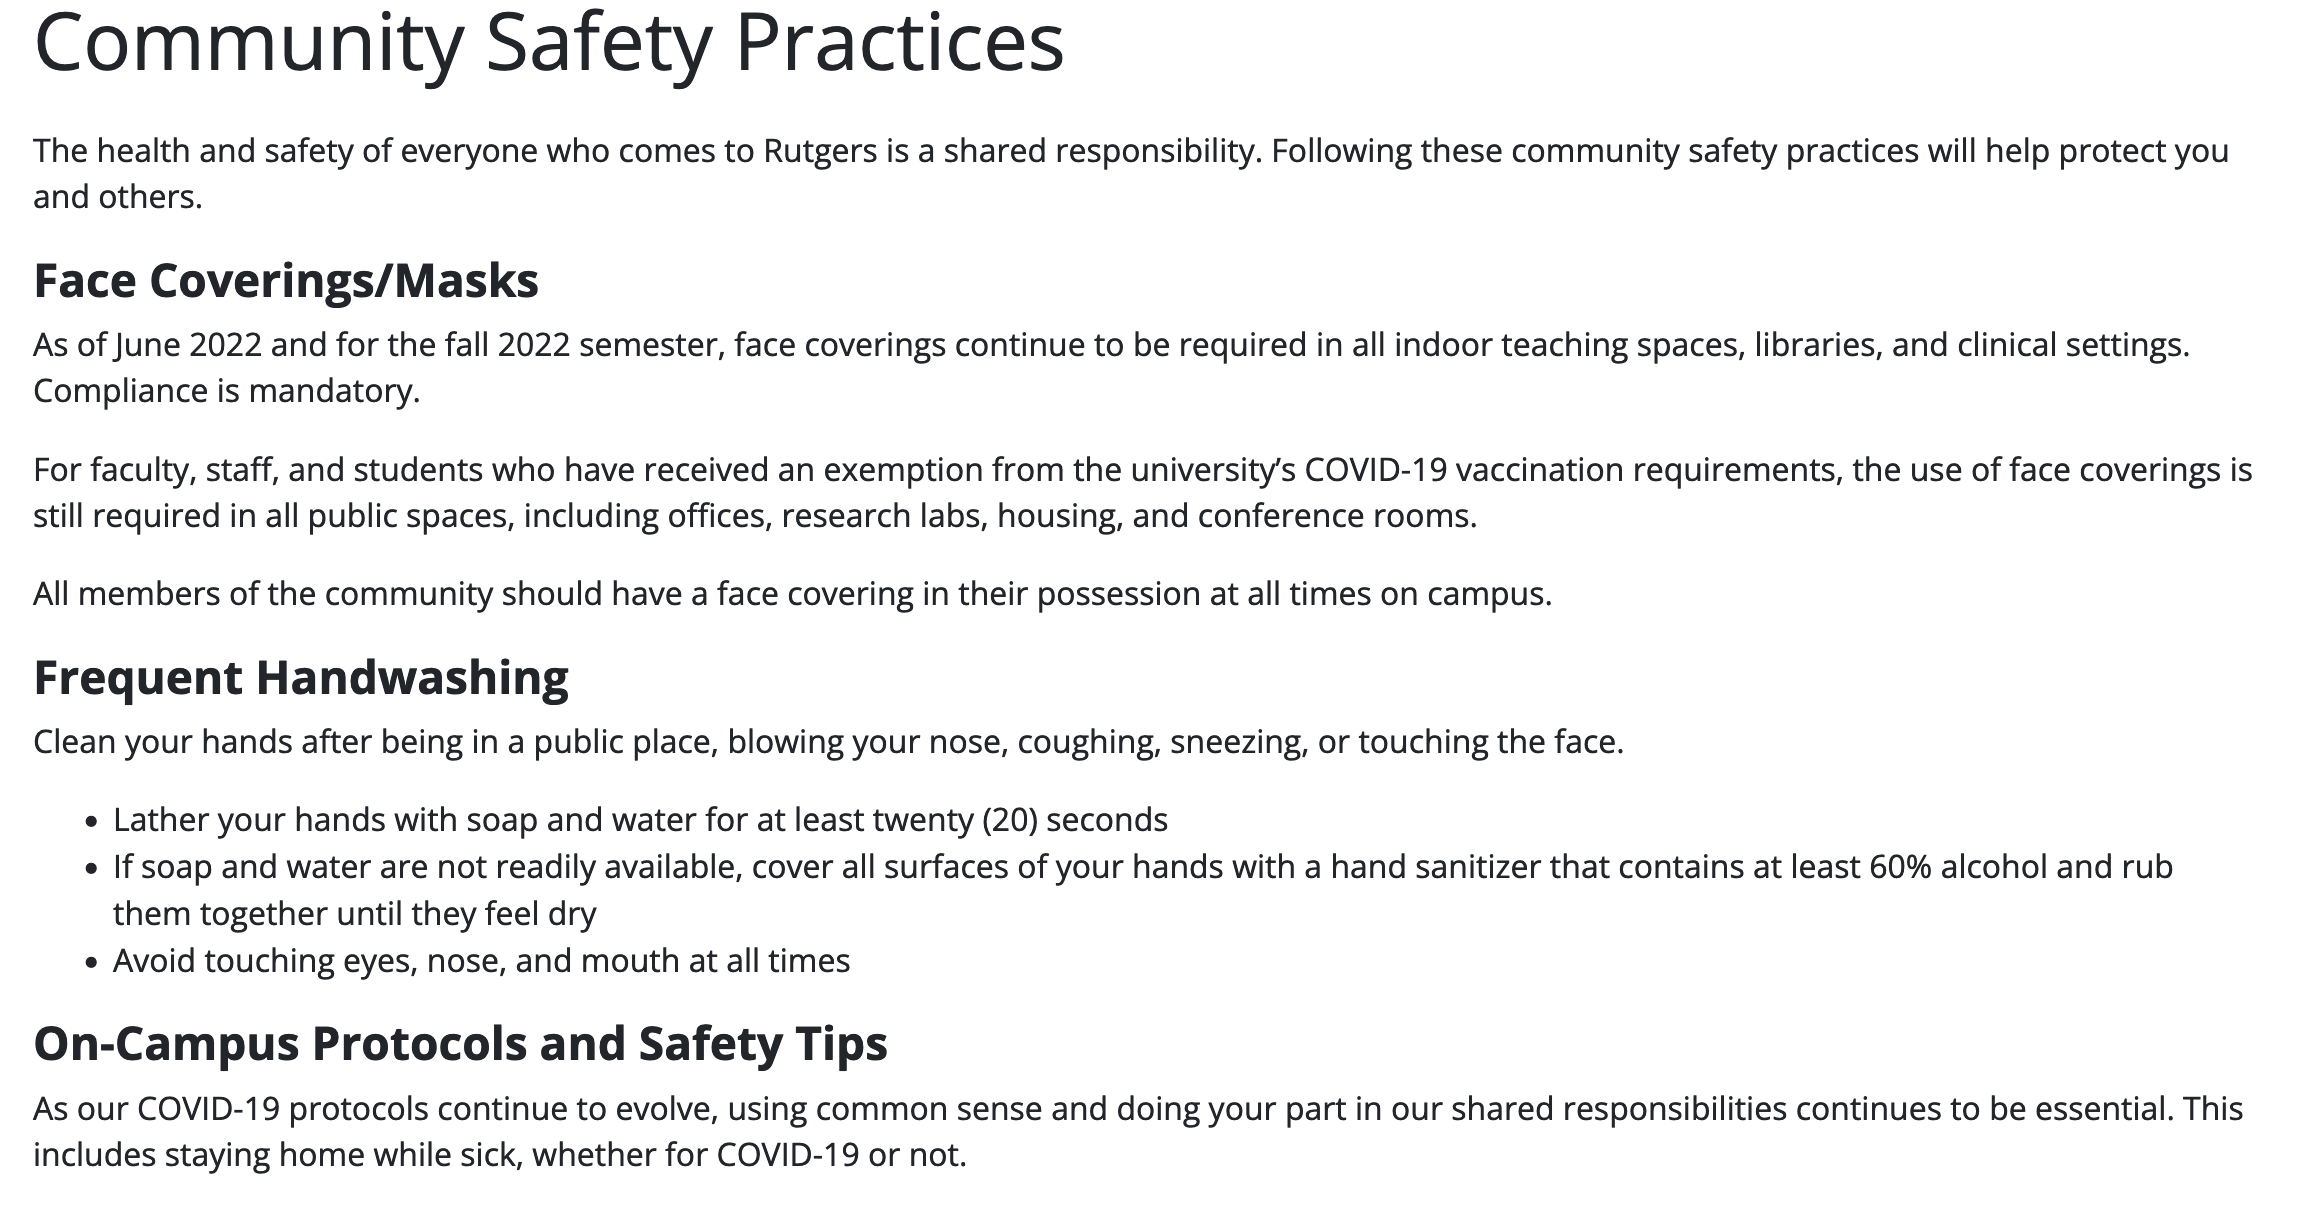 Community Safety Practices
The health and safety of everyone who comes to Rutgers is a shared responsibility. Following these community safety practices will help protect you
and others.
Face Coverings/Masks
As of June 2022 and for the fall 2022 semester, face coverings continue to be required in all indoor teaching spaces, libraries, and clinical settings.
Compliance is mandatory.
For faculty, staff, and students who have received an exemption from the university’s COVID-19 vaccination requirements, the use of face coverings is
still required in all public spaces, including offices, research labs, housing, and conference rooms.
All members of the community should have a face covering in their possession at all times on campus.
Frequent Handwashing
Clean your hands after being in a public place, blowing your nose, coughing, sneezing, or touching the face.
• Lather your hands with soap and water for at least twenty (20) seconds
• If soap and water are not readily available, cover all surfaces of your hands with a hand sanitizer that contains at least 60% alcohol and rub
them together until they feel dry
• Avoid touching eyes, nose, and mouth at all times
On-Campus Protocols and Safety Tips
As our COVID-19 protocols continue to evolve, using common sense and doing your part in our shared responsibilities continues to be essential. This
includes staying home while sick, whether for COVID-19 or not.